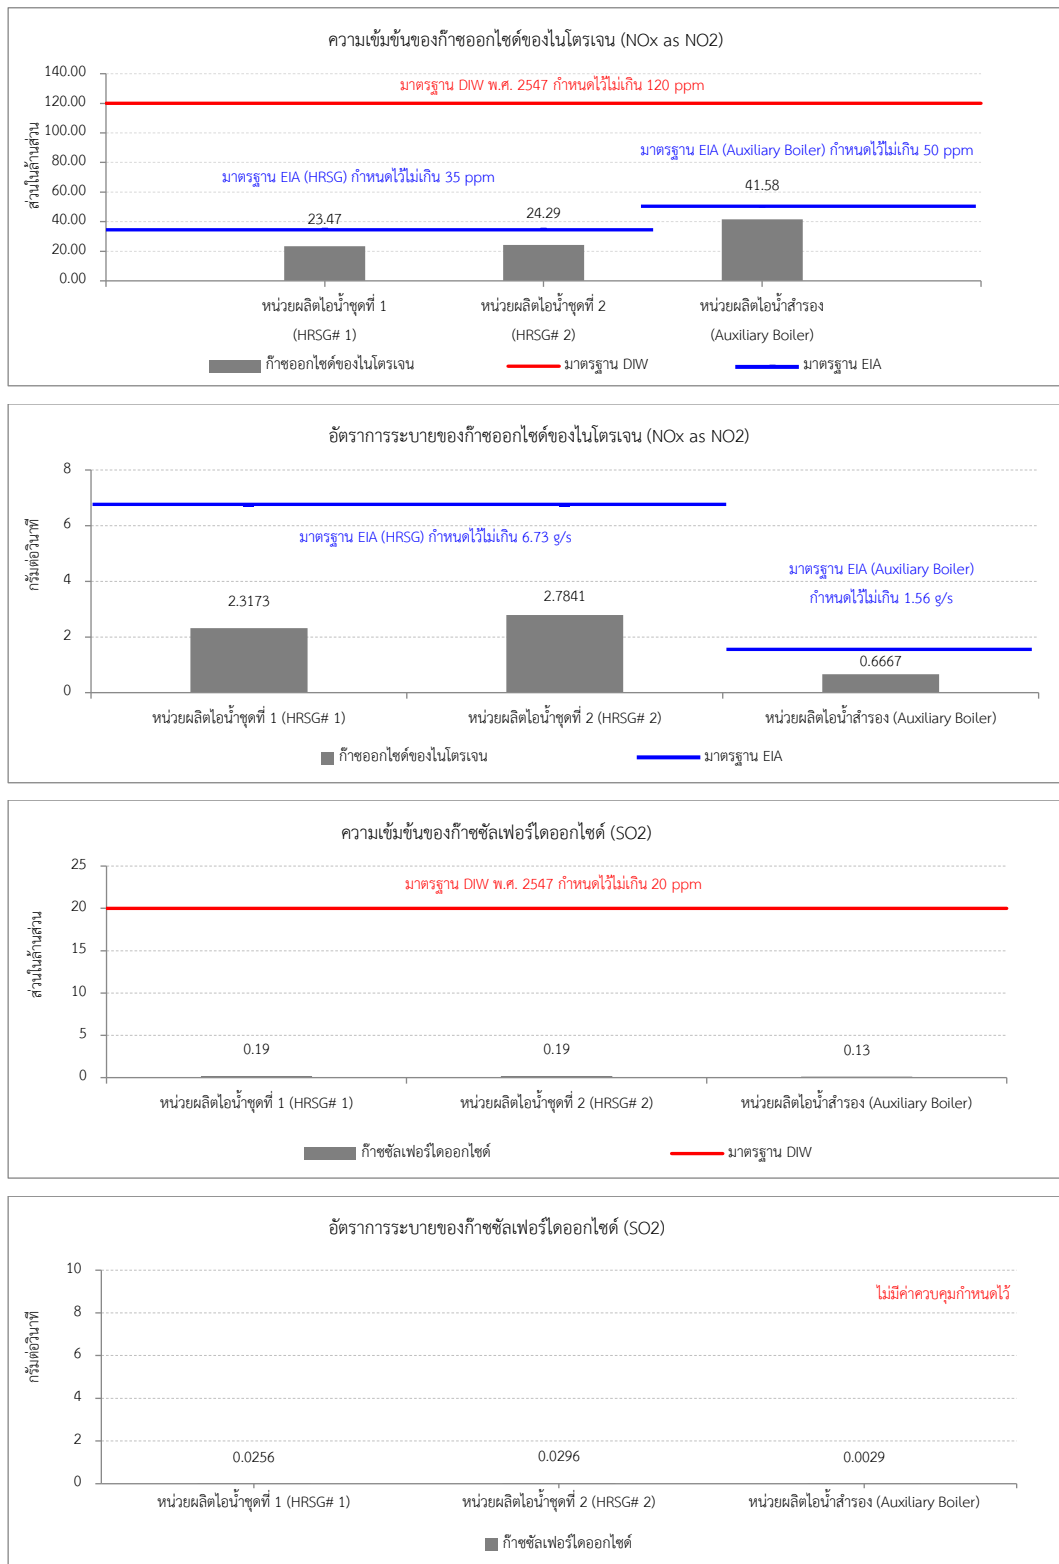 ความเข้มข้นของก๊าซออกไซด์ของไนโตรเจน (NOx as NO2)
ส่วนในล้านส่วน
140.00
120.00
100.00
80.00
60.00
40.00
20.00
0.00
มาตรฐาน DIW พ.ศ. 2547 กำหนดไว้ไม่เกิน 120 ppm
มาตรฐาน EIA (Auxiliary Boiler) กำหนดไว้ไม่เกิน 50 ppm
มาตรฐาน EIA (HRSG) กำหนดไว้ไม่เกิน 35 ppm
23.47
24.29
41.58
หน่วยผลิตไอน้ำชุดที่ 1
(HRSG# 1)
หน่วยผลิตไอน้ำชุดที่ 2
(HRSG# 2)
หน่วยผลิตไอน้ำสำรอง
(Auxiliary Boiler)
ก๊าซออกไซด์ของไนโตรเจน
มาตรฐาน DIW
มาตรฐาน EIA
อัตราการระบายของก๊าซออกไซด์ของไนโตรเจน (NOx as NO2)
กรัมต่อวินาที
8
6
4
2
0
มาตรฐาน EIA (HRSG) กำหนดไว้ไม่เกิน 6.73 g/s
มาตรฐาน EIA (Auxiliary Boiler)
กำหนดไว้ไม่เกิน 1.56 g/s
2.3173
2.7841
0.6667
หน่วยผลิตไอน้ำชุดที่ 1 (HRSG# 1)
หน่วยผลิตไอน้ำชุดที่ 2 (HRSG# 2)
หน่วยผลิตไอน้ำสำรอง (Auxiliary Boiler)
ก๊าซออกไซด์ของไนโตรเจน
มาตรฐาน EIA
ความเข้มข้นของก๊าซซัลเฟอร์ไดออกไซด์ (SO2)
ส่วนในล้านส่วน
25
20
15
10
5
0
มาตรฐาน DIW พ.ศ. 2547 กำหนดไว้ไม่เกิน 20 ppm
0.19
0.19
0.13
หน่วยผลิตไอน้ำชุดที่ 1 (HRSG# 1)
หน่วยผลิตไอน้ำชุดที่ 2 (HRSG# 2)
หน่วยผลิตไอน้ำสำรอง (Auxiliary Boiler)
ก๊าซซัลเฟอร์ไดออกไซด์
มาตรฐาน DIW
อัตราการระบายของก๊าซซัลเฟอร์ไดออกไซด์ (SO2)
กรัมต่อวินาที
10
8
6
4
2
0
ไม่มีค่าควบคุมกำหนดไว้
0.0256
0.0296
0.0029
หน่วยผลิตไอน้ำชุดที่ 1 (HRSG# 1)
หน่วยผลิตไอน้ำชุดที่ 2 (HRSG# 2)
หน่วยผลิตไอน้ำสำรอง (Auxiliary Boiler)
ก๊าซซัลเฟอร์ไดออกไซด์